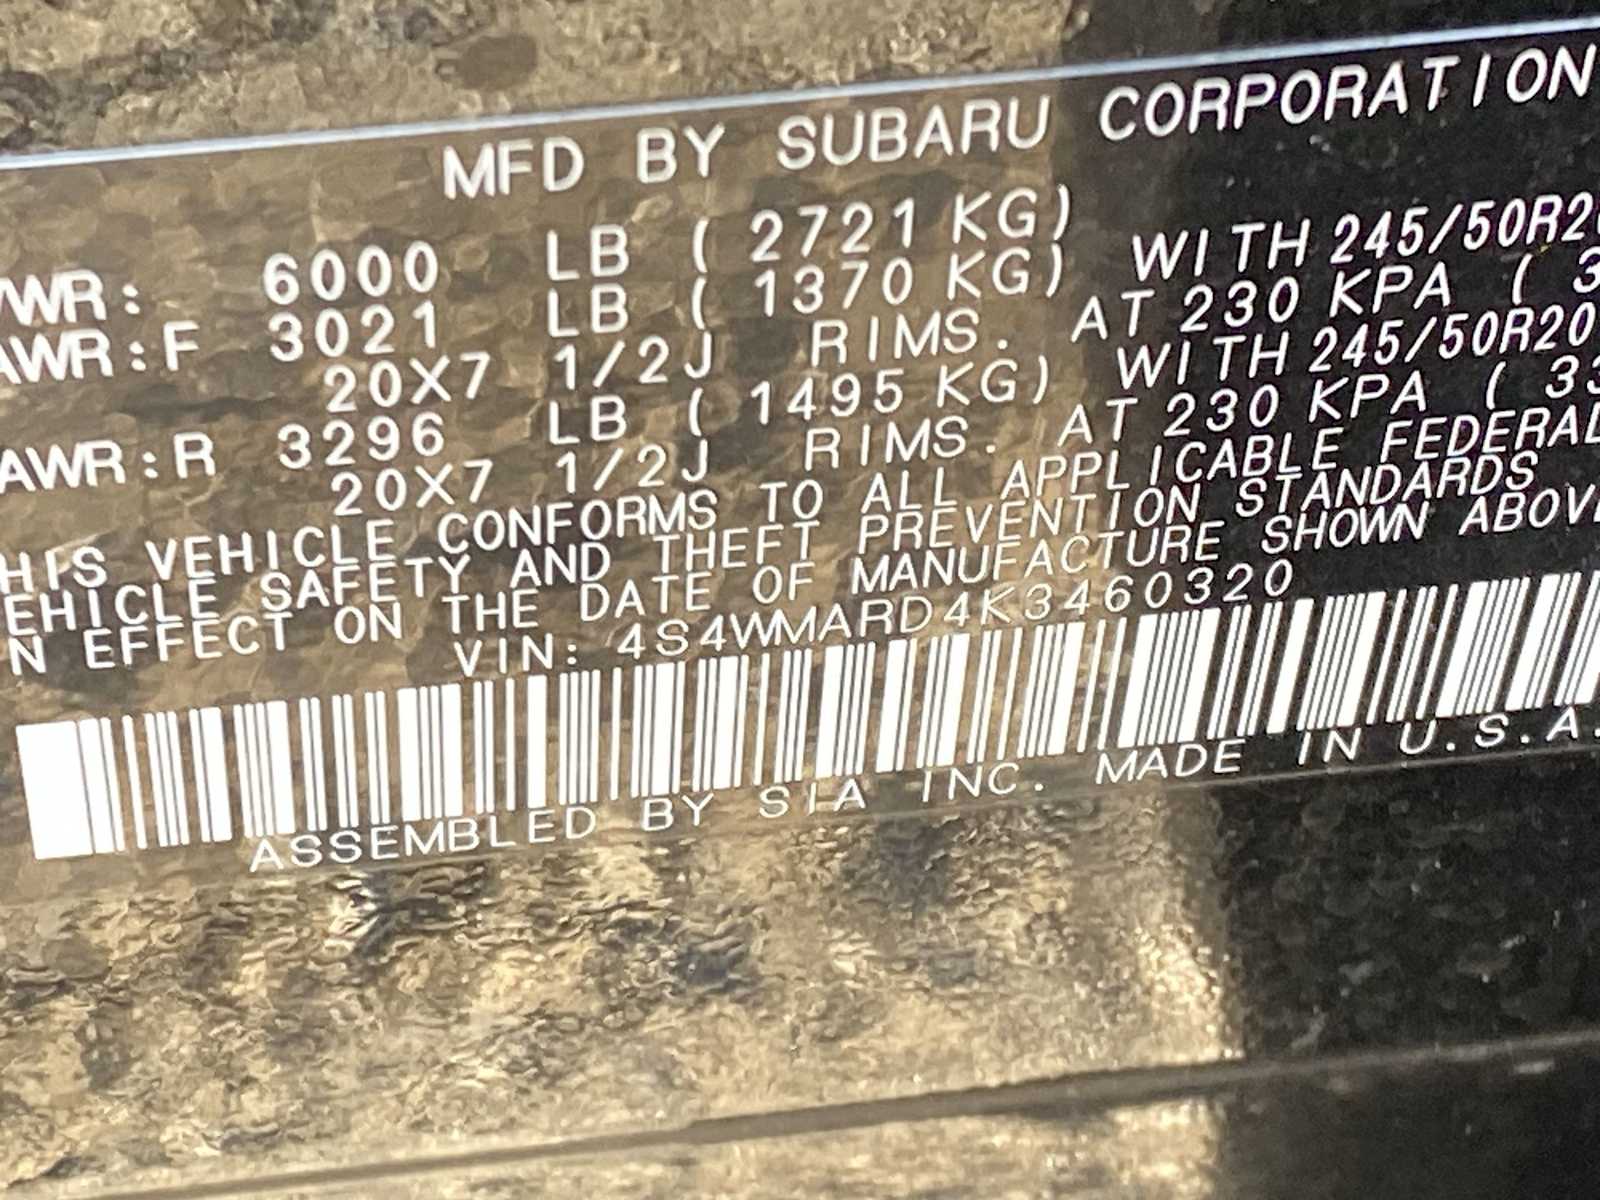 MFD BY SUBARU CORPORATION
VWR: 6000 LB ( 2721 KG)
AWR:F 3021 LB ( 1370 KG) WITH 245/50R20
20X7 1/2J RIMS. AT 230 KPA ( 3
AWR:R 3296 LB ( 1495 KG) WITH 245/50R20
20X7 1/2J RIMS. AT 230 KPA ( 33
HIS VEHICLE CONFORMS TO ALL APPLICABLE FEDERAL
EHICLE SAFETY AND THEFT PREVENTION STANDARDS
N EFFECT ON THE DATE OF MANUFACTURE SHOWN ABOVE
VIN: 4S4WMARD4K3460320
ASSEMBLED BY SIA INC. MADE IN U.S.A.